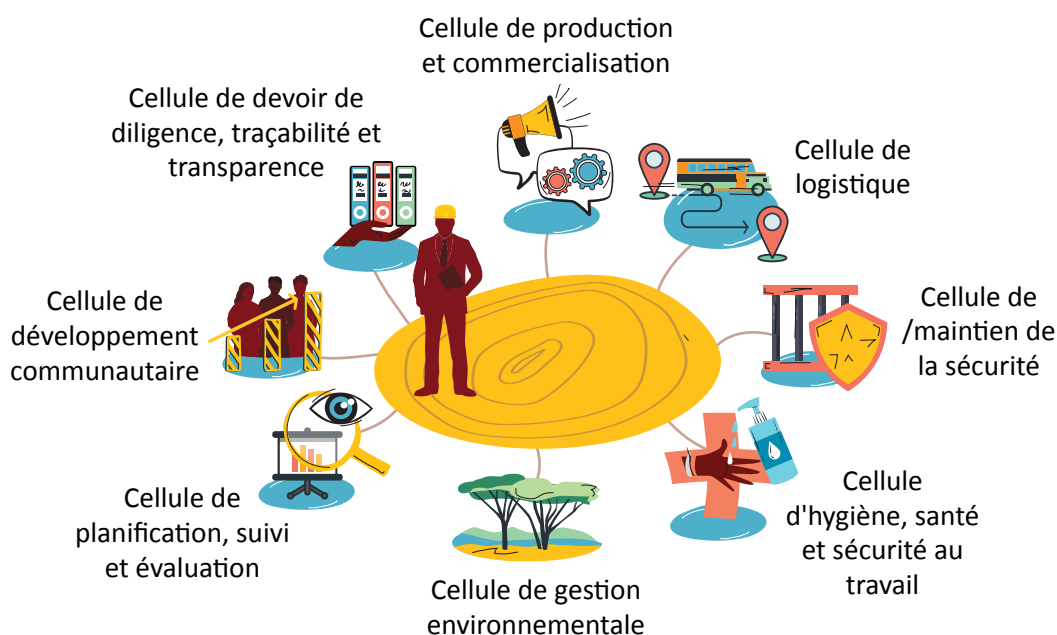 Cellule de production
et commercialisation
Cellule de devoir de
diligence, traçabilité et
transparence
Cellule de
logistique
Cellule de
développement
communautaire
Cellule de
/maintien de
la sécurité
Cellule de
planification, suivi
et évaluation
Cellule
d'hygiène, santé
et sécurité au
travail
Cellule de gestion
environnementale